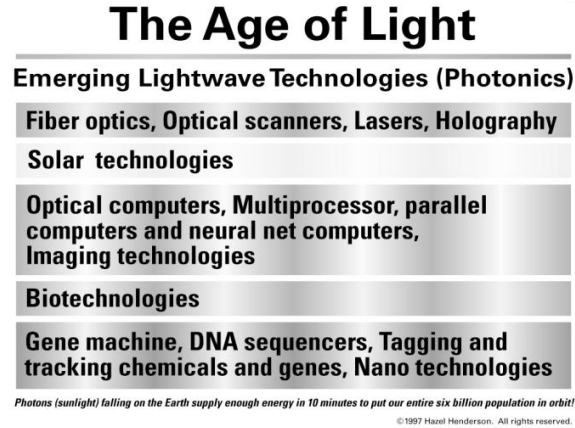 The Age of Light
Emerging Lightwave Technologies (Photonics)
Fiber optics, Optical scanners, Lasers, Holography
Solar technologies
Optical computers, Multiprocessor, parallel
computers and neural net computers,
Imaging technologies
Biotechnologies
Gene machine, DNA sequencers, Tagging and
tracking chemicals and genes, Nano technologies
Photons (sunlight) falling on the Earth supply enough energy in 10 minutes to put our entire six billion population in orbit!
©1997 Hazel Henderson. All rights reserved.